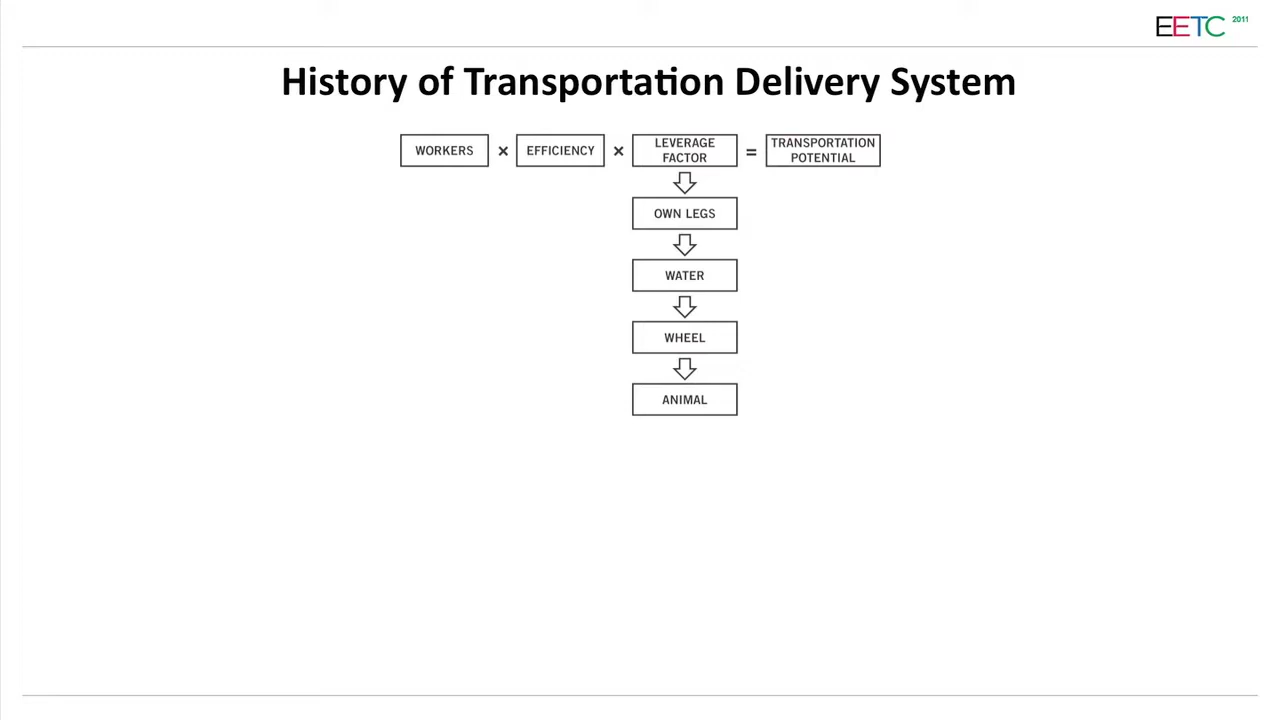 EETC 2011
History of Transportation Delivery System
WORKERS × EFFICIENCY × LEVERAGE FACTOR = TRANSPORTATION POTENTIAL
OWN LEGS
WATER
WHEEL
ANIMAL